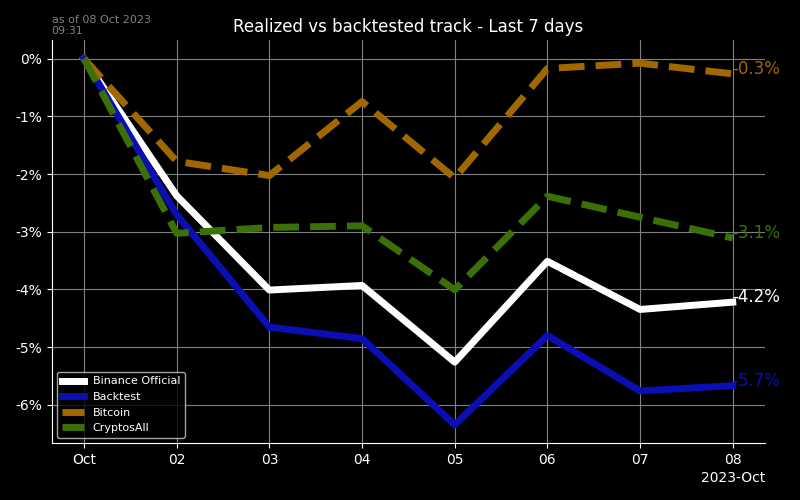 as of 08 Oct 2023
09:31
Realized vs backtested track - Last 7 days
0%
-1%
-2%
-3%
-4%
-5%
-6%
-0.3%
-3.1%
-4.2%
-5.7%
Binance Official
Backtest
Bitcoin
CryptosAll
Oct 02 03 04 05 06 07 08
2023-Oct